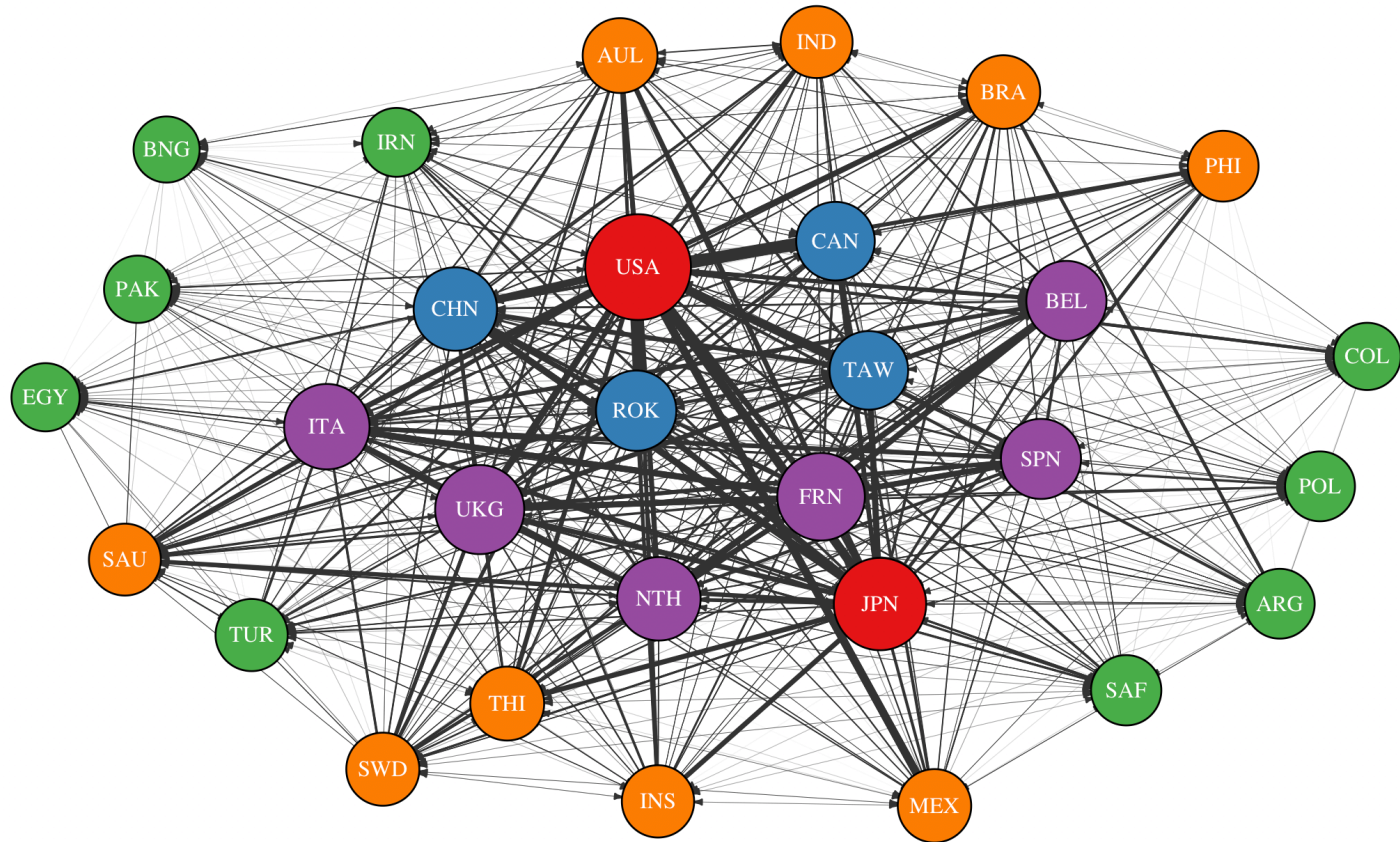 IND
AUL
BRA
IRN
BNG
PHI
CAN
USA
PAK
BEL
CHN
COL
TAW
EGY
ROK
ITA
SPN
POL
FRN
UKG
SAU
NTH
JPN
ARG
TUR
SAF
THI
SWD
INS
MEX